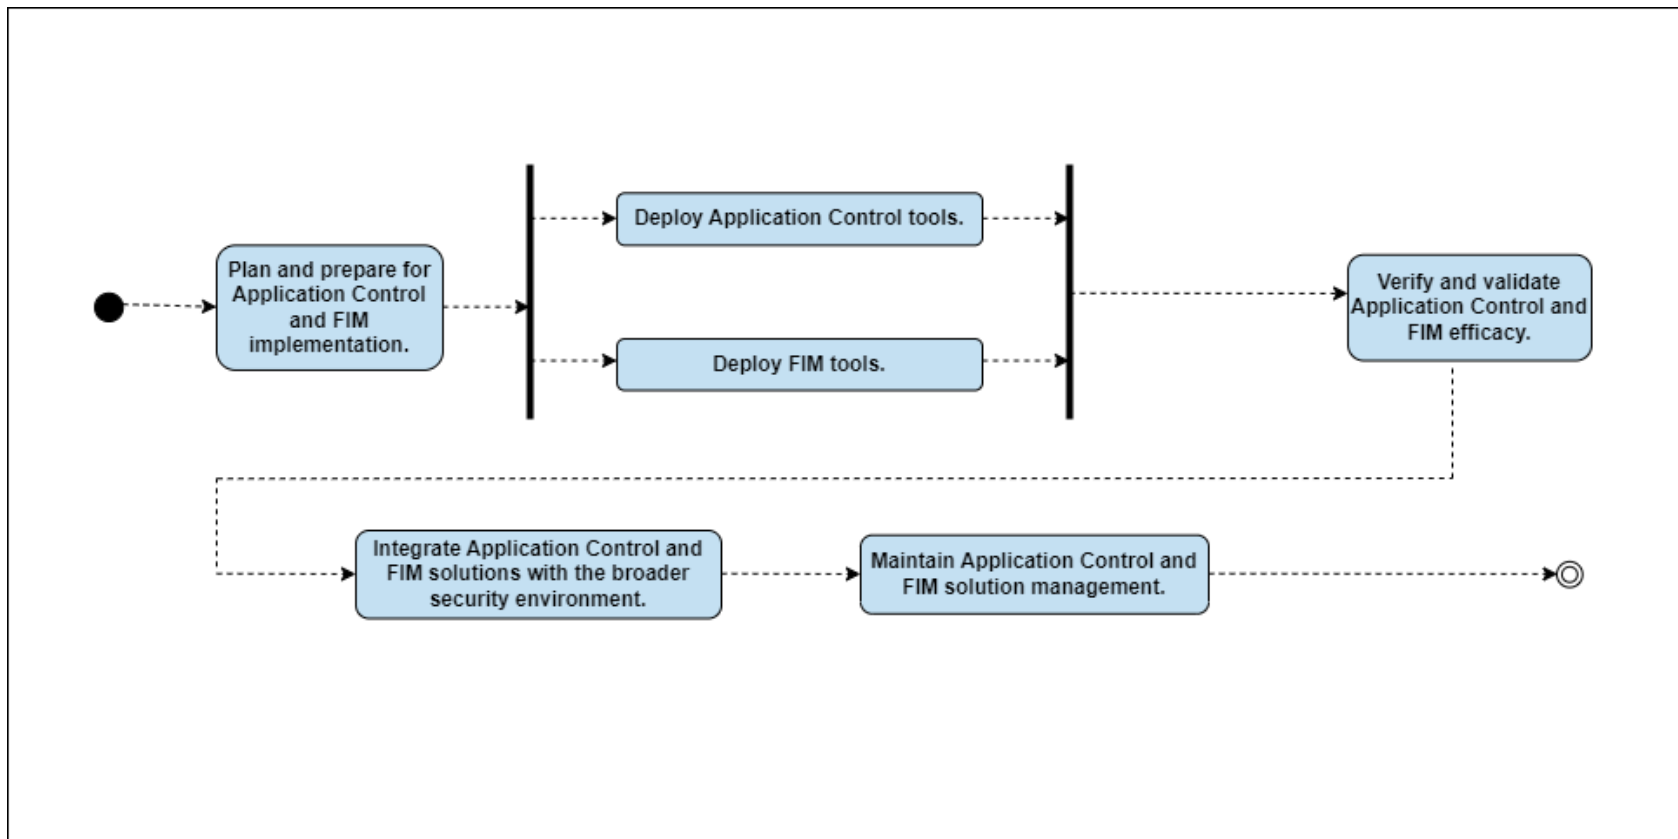 Plan and prepare for
Application Control
and FIM
implementation.
Deploy Application Control tools.
Deploy FIM tools.
Verify and validate
Application Control and
FIM efficacy.
Integrate Application Control and
FIM solutions with the broader
security environment.
Maintain Application Control and
FIM solution management.